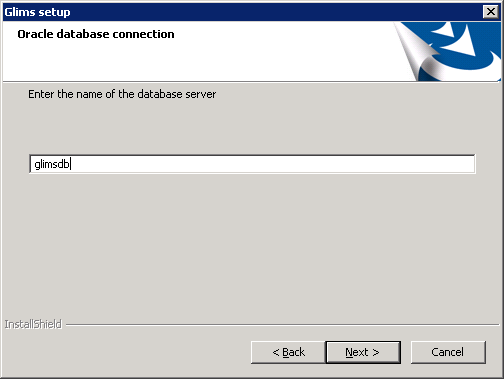 Glims setup
Oracle database connection
Enter the name of the database server
glimsdb
InstallShield
< Back
Next >
Cancel